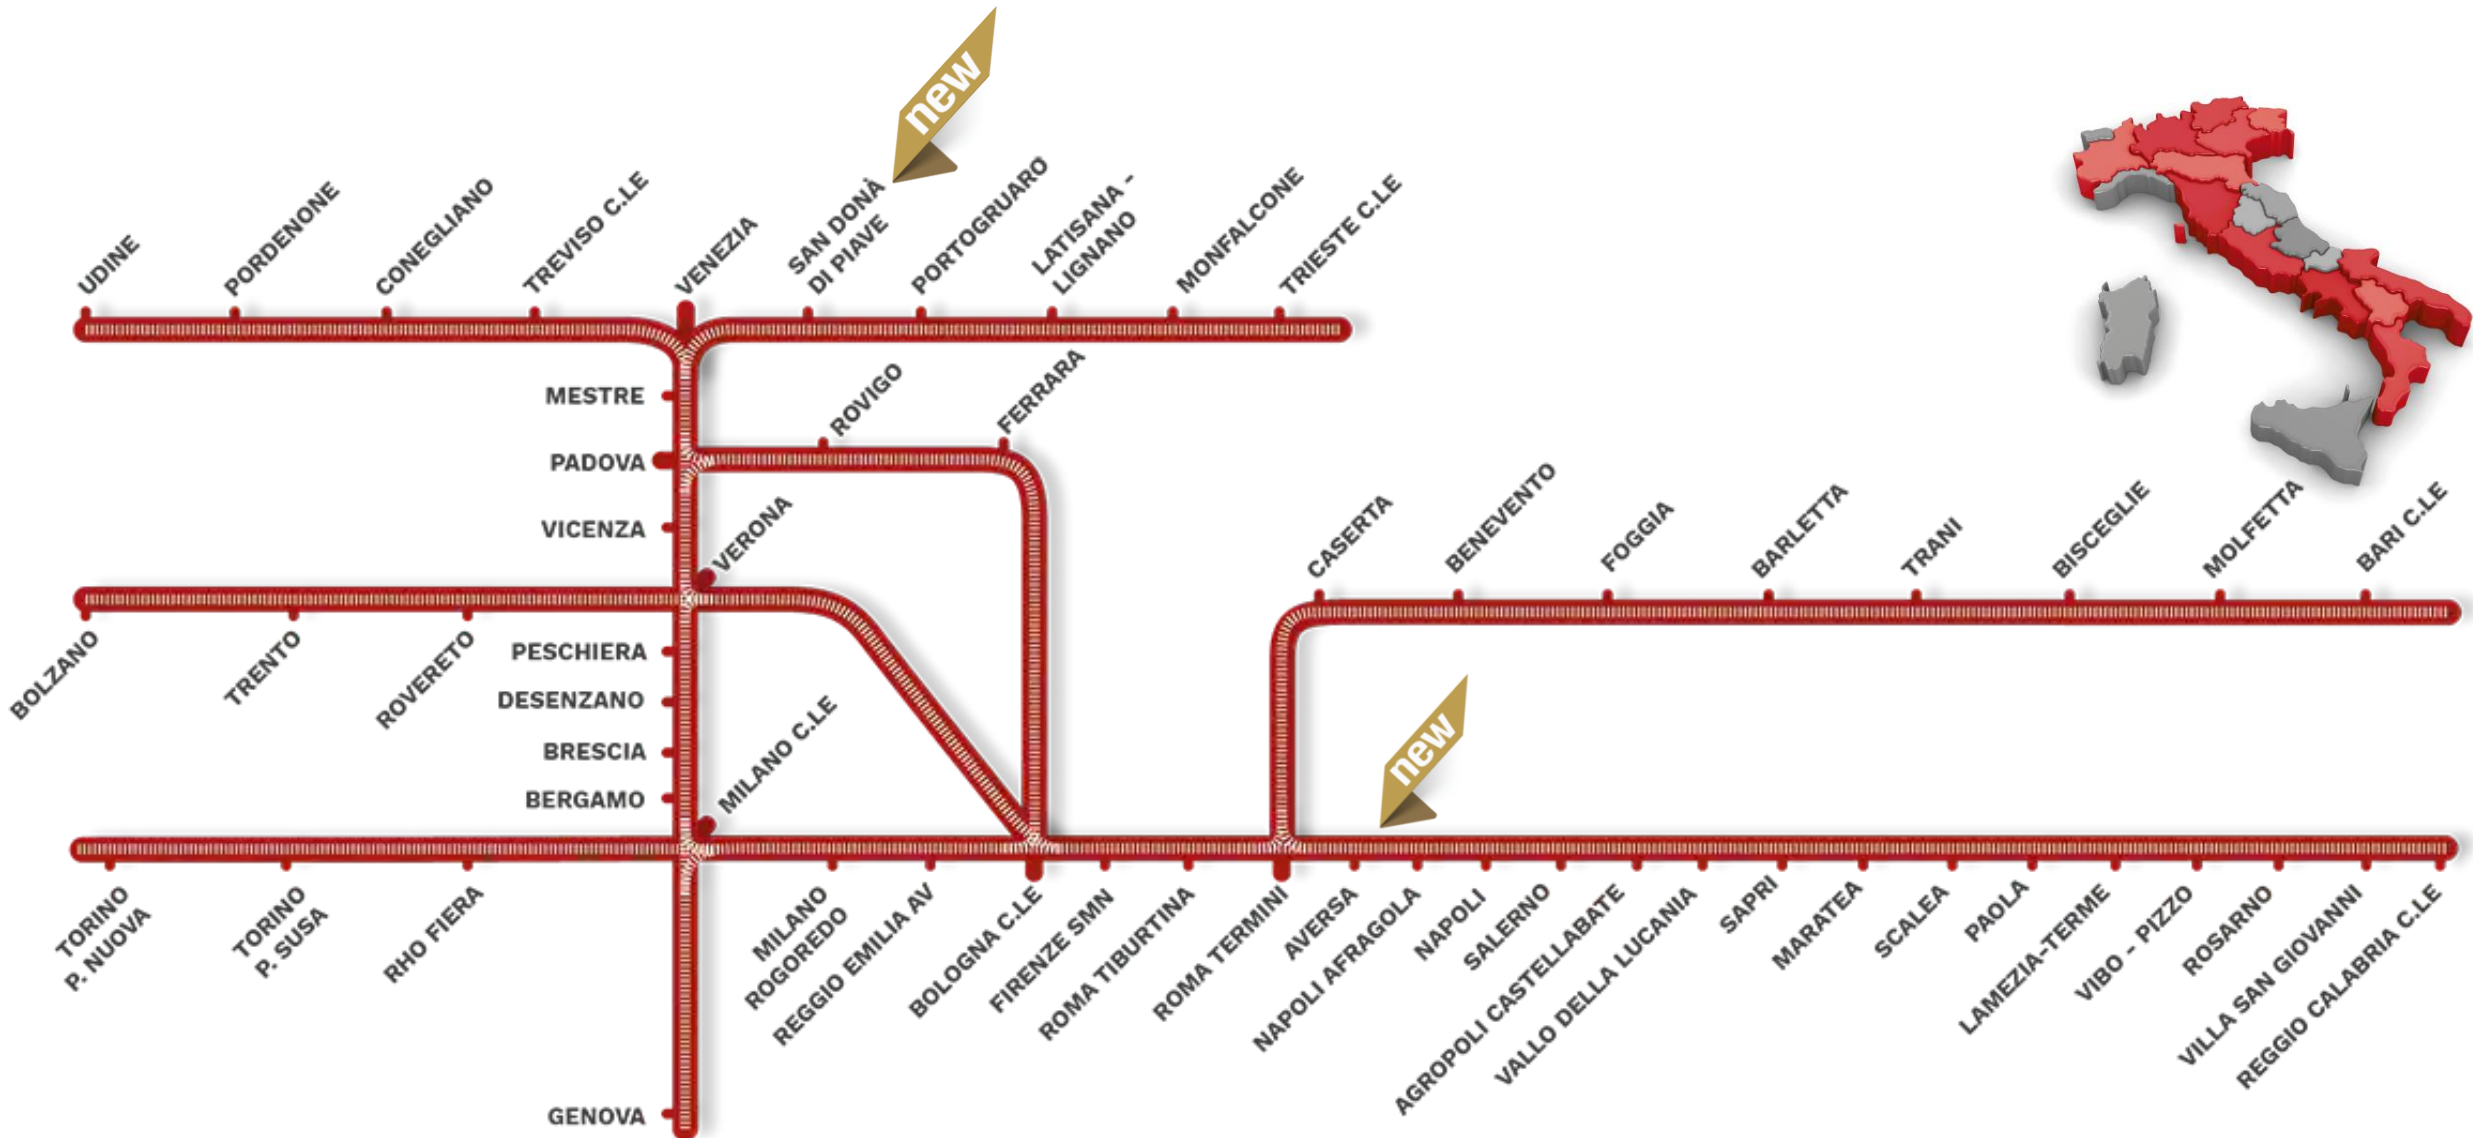 new
UDINE
PORDENONE
CONEGLIANO
TREVISO C.LE
VENEZIA
SAN DONÀ
DI PIAVE
PORTOGRUARO
LATISANA -
LIGNANO
MONFALCONE
TRIESTE C.LE
MESTRE
ROVIGO
FERRARA
PADOVA
VICENZA
VERONA
CASERTA
BENEVENTO
FOGGIA
BARLETTA
TRANI
BISCEGLIE
MOLFETTA
BARI C.LE
BOLZANO
TRENTO
ROVERETO
PESCHIERA
DESENZANO
BRESCIA
BERGAMO
MILANO C.LE
new
TORINO
P. NUOVA
TORINO
P. SUSA
RHO FIERA
MILANO
ROGOREDO
REGGIO EMILIA AV
BOLOGNA C.LE
FIRENZE SMN
ROMA TIBURTINA
ROMA TERMINI
AVERSA
NAPOLI AFRAGOLA
NAPOLI
SALERNO
AGROPOLI CASTELLABATE
VALLO DELLA LUCANIA
SAPRI
MARATEA
SCALEA
PAOLA
LAMEZIA-TERME
VIBO - PIZZO
ROSARNO
VILLA SAN GIOVANNI
REGGIO CALABRIA C.LE
GENOVA